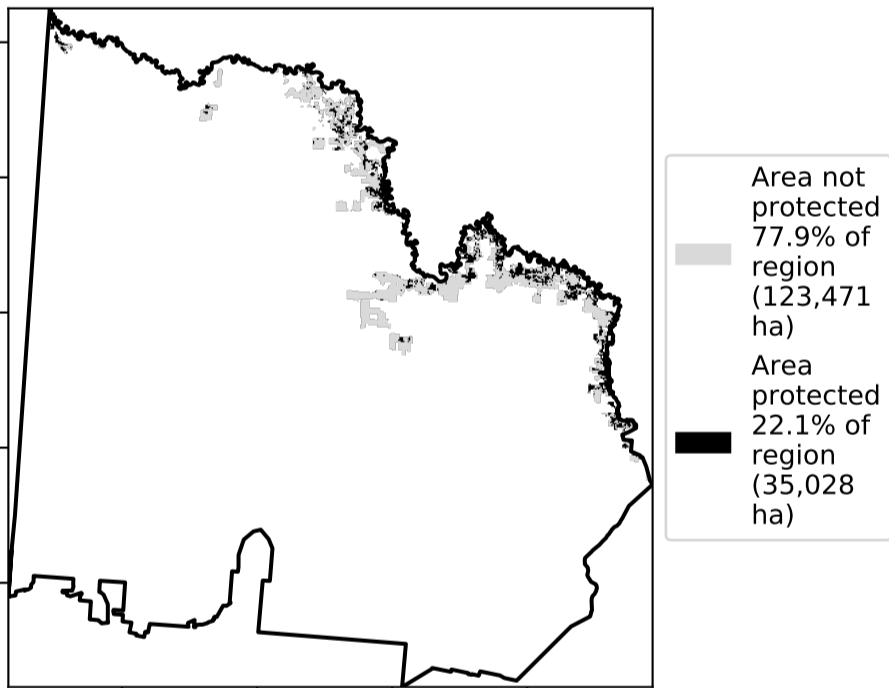 Area not
protected
77.9% of
region
(123,471
ha)
Area
protected
22.1% of
region
(35,028
ha)